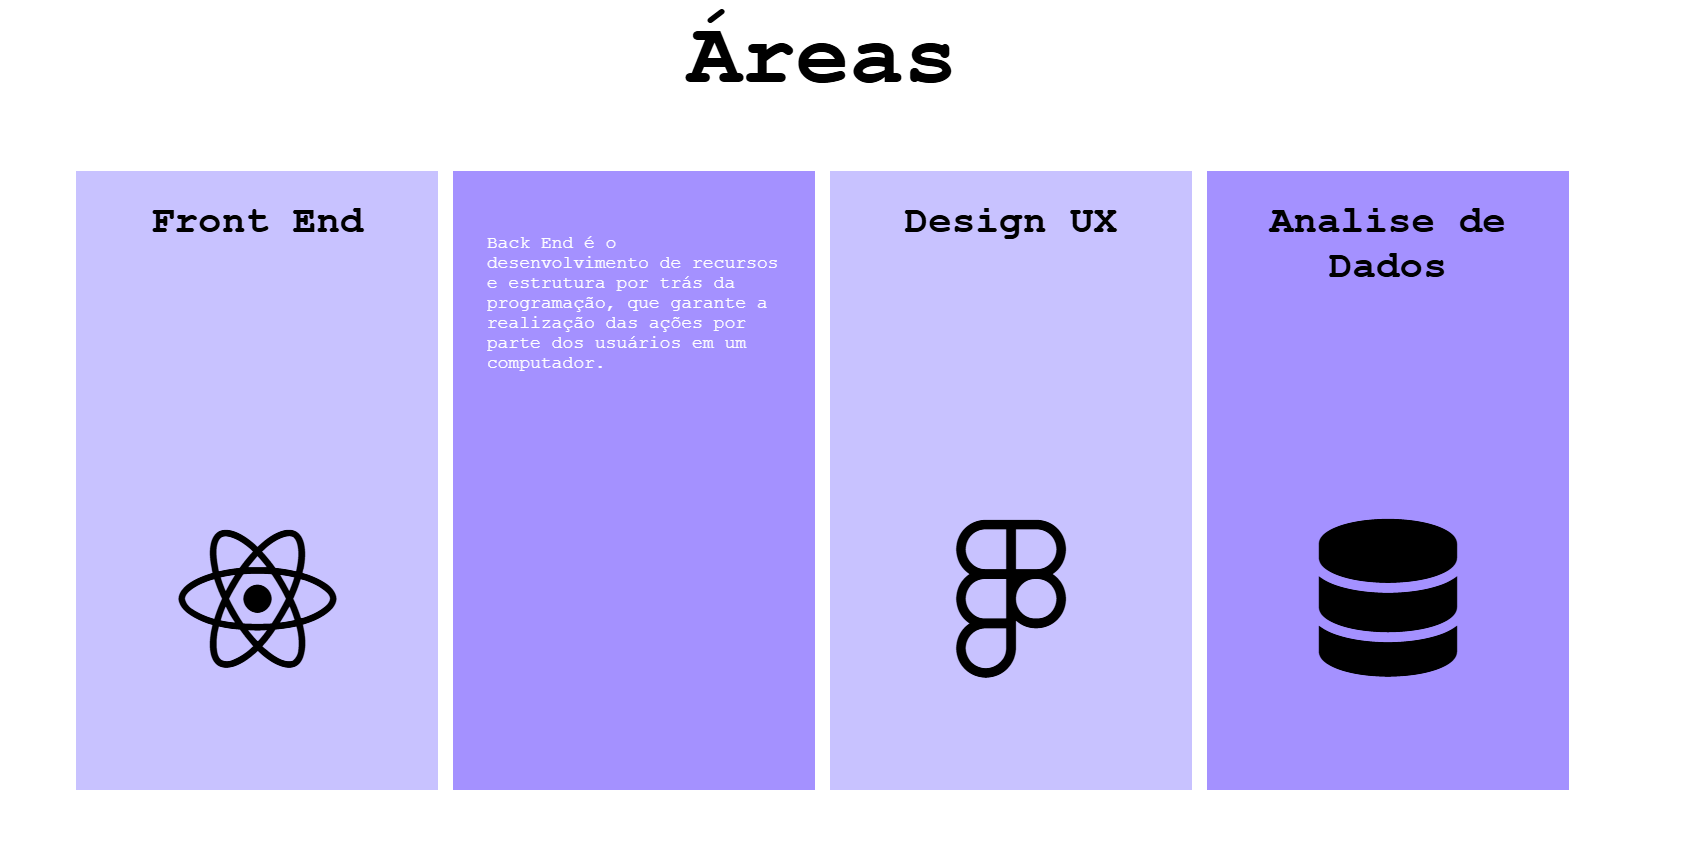 Áreas
Front End
Back End é o
desenvolvimento de recursos
e estrutura por trás da
programação, que garante a
realização das ações por
parte dos usuários em um
computador.
Design UX
Analise de
Dados